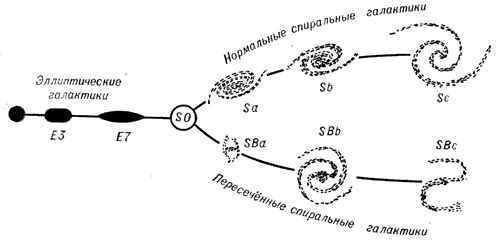 Нормальные спиральные галактики
Эллиптические
галактики
E3
E7
S0
Sa
Sb
Sc
SBa
SBb
SBc
Пересечённые спиральные галактики